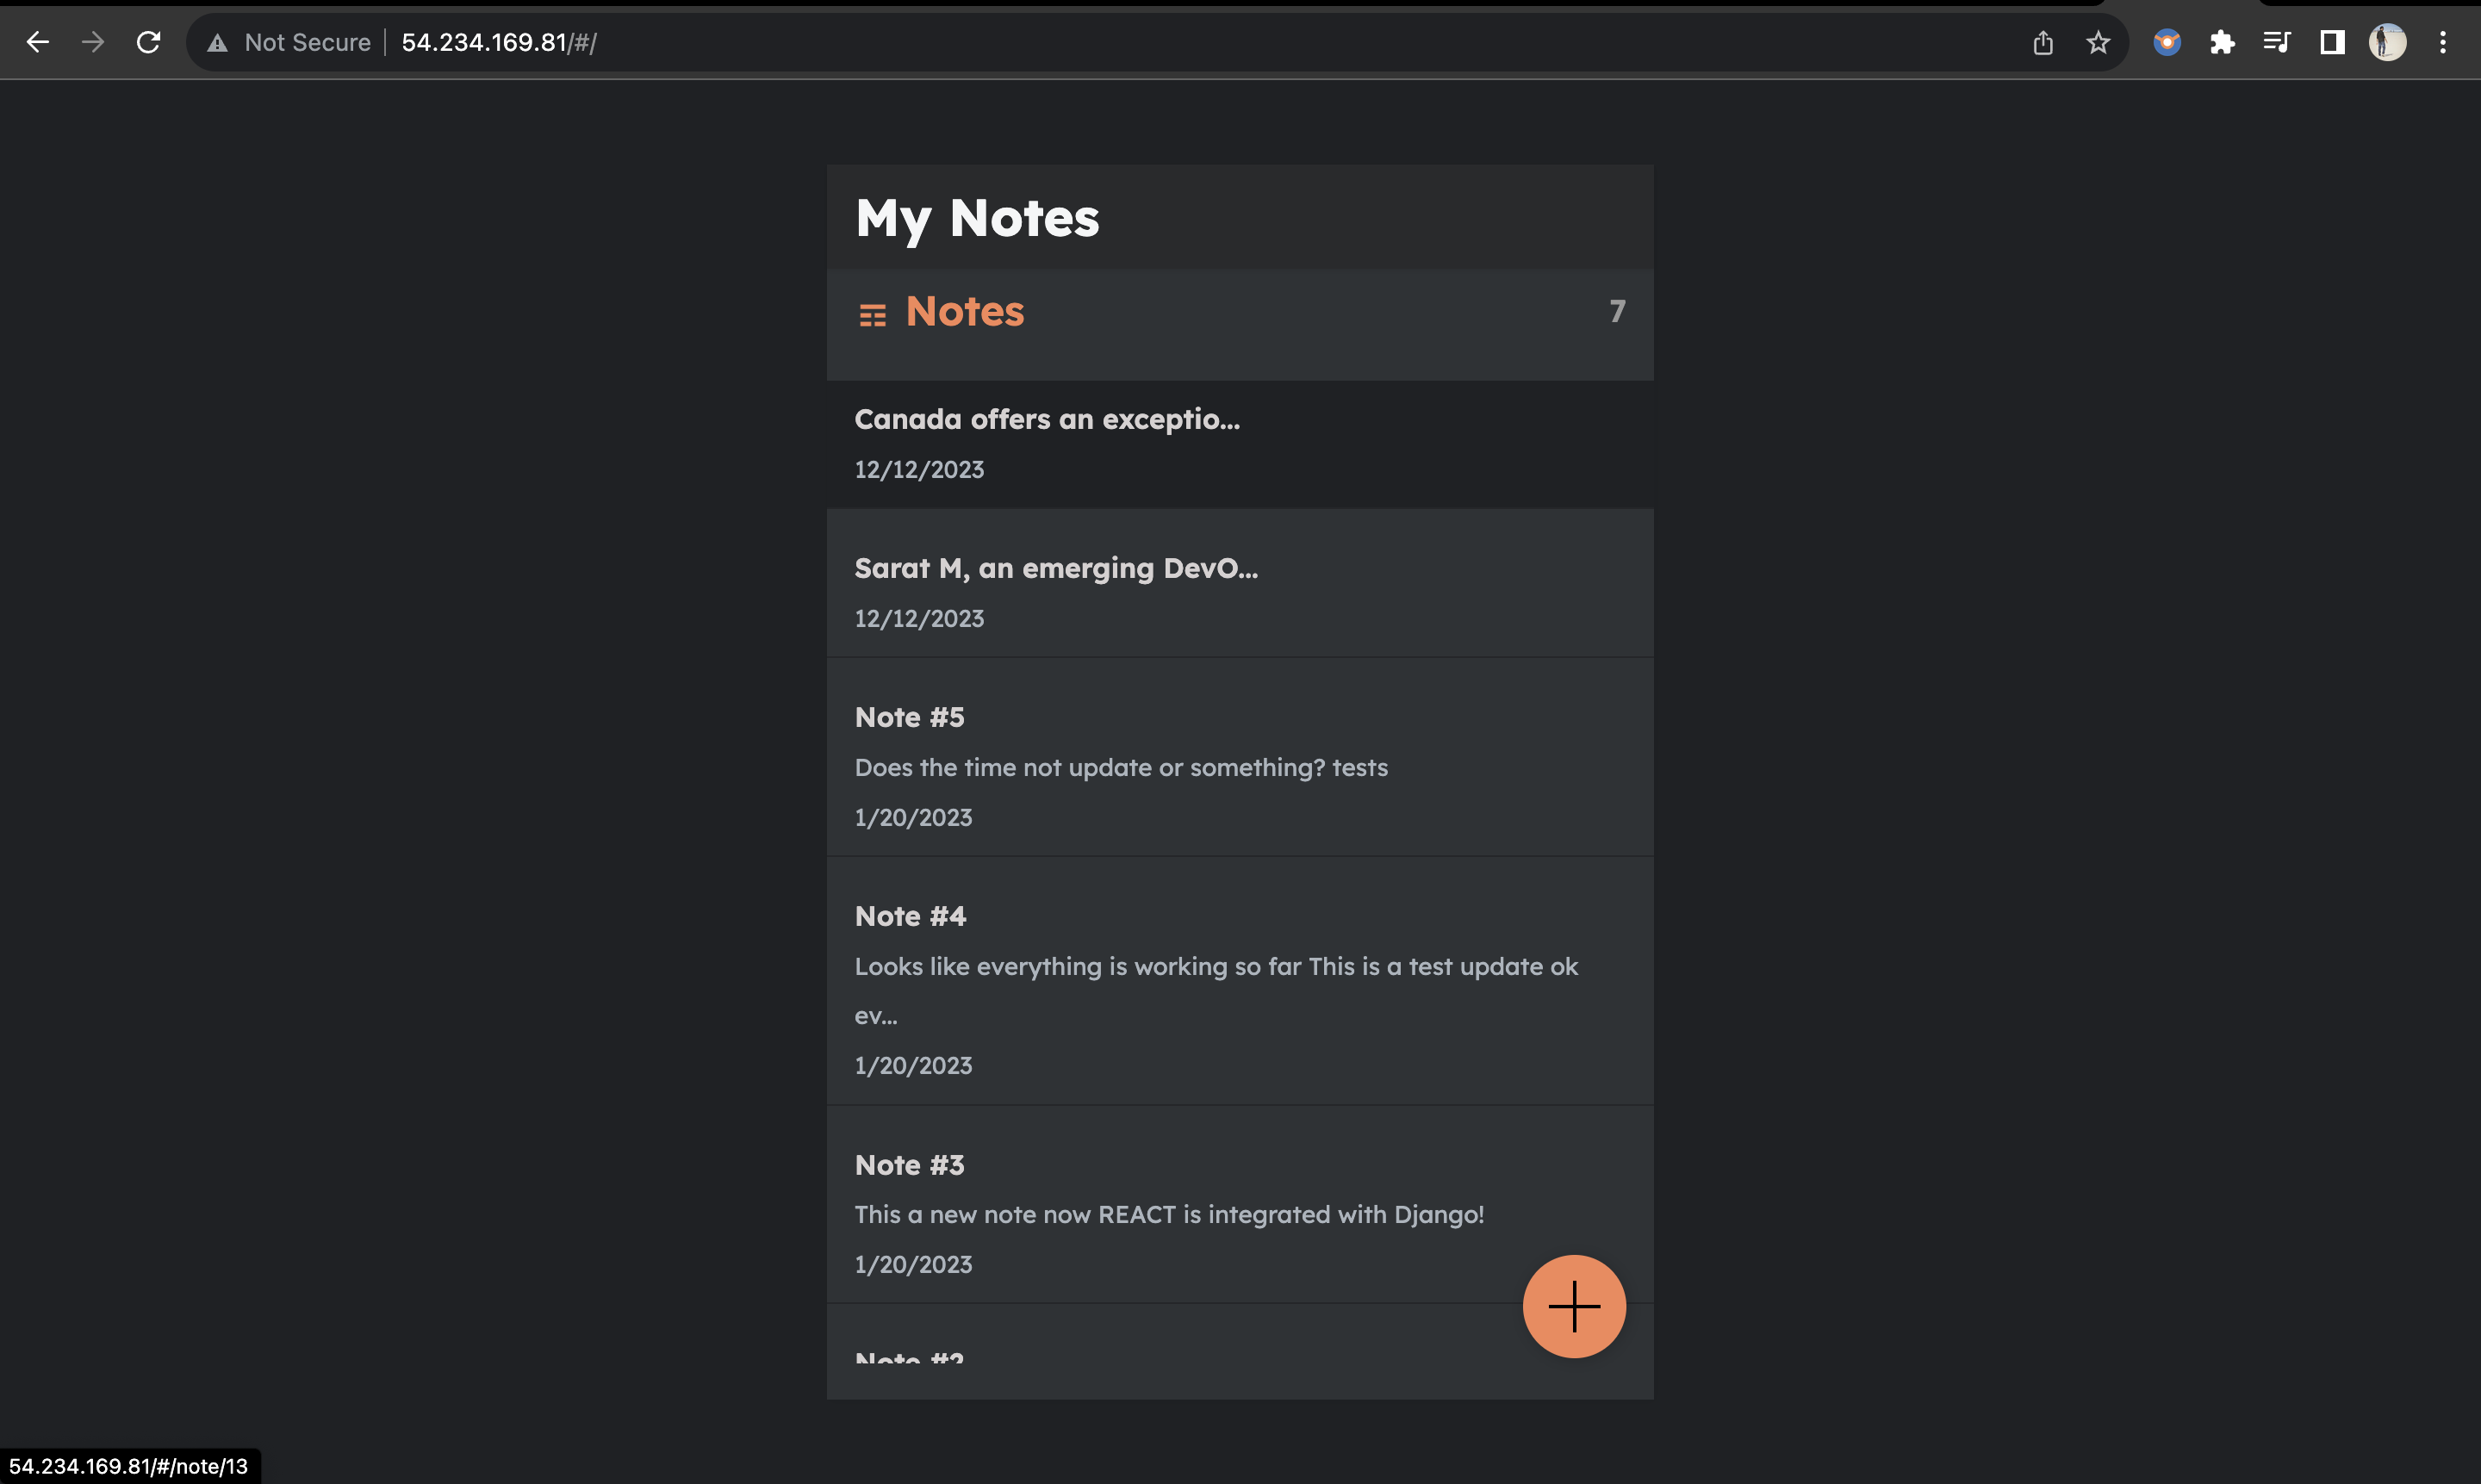 Not Secure 54.234.169.81/#/
My Notes
Notes 7
Canada offers an exceptio...
12/12/2023
Sarat M, an emerging DevO...
12/12/2023
Note #5
Does the time not update or something? tests
1/20/2023
Note #4
Looks like everything is working so far This is a test update ok
ev...
1/20/2023
Note #3
This a new note now REACT is integrated with Django!
1/20/2023
Note #2
54.234.169.81/#/note/13